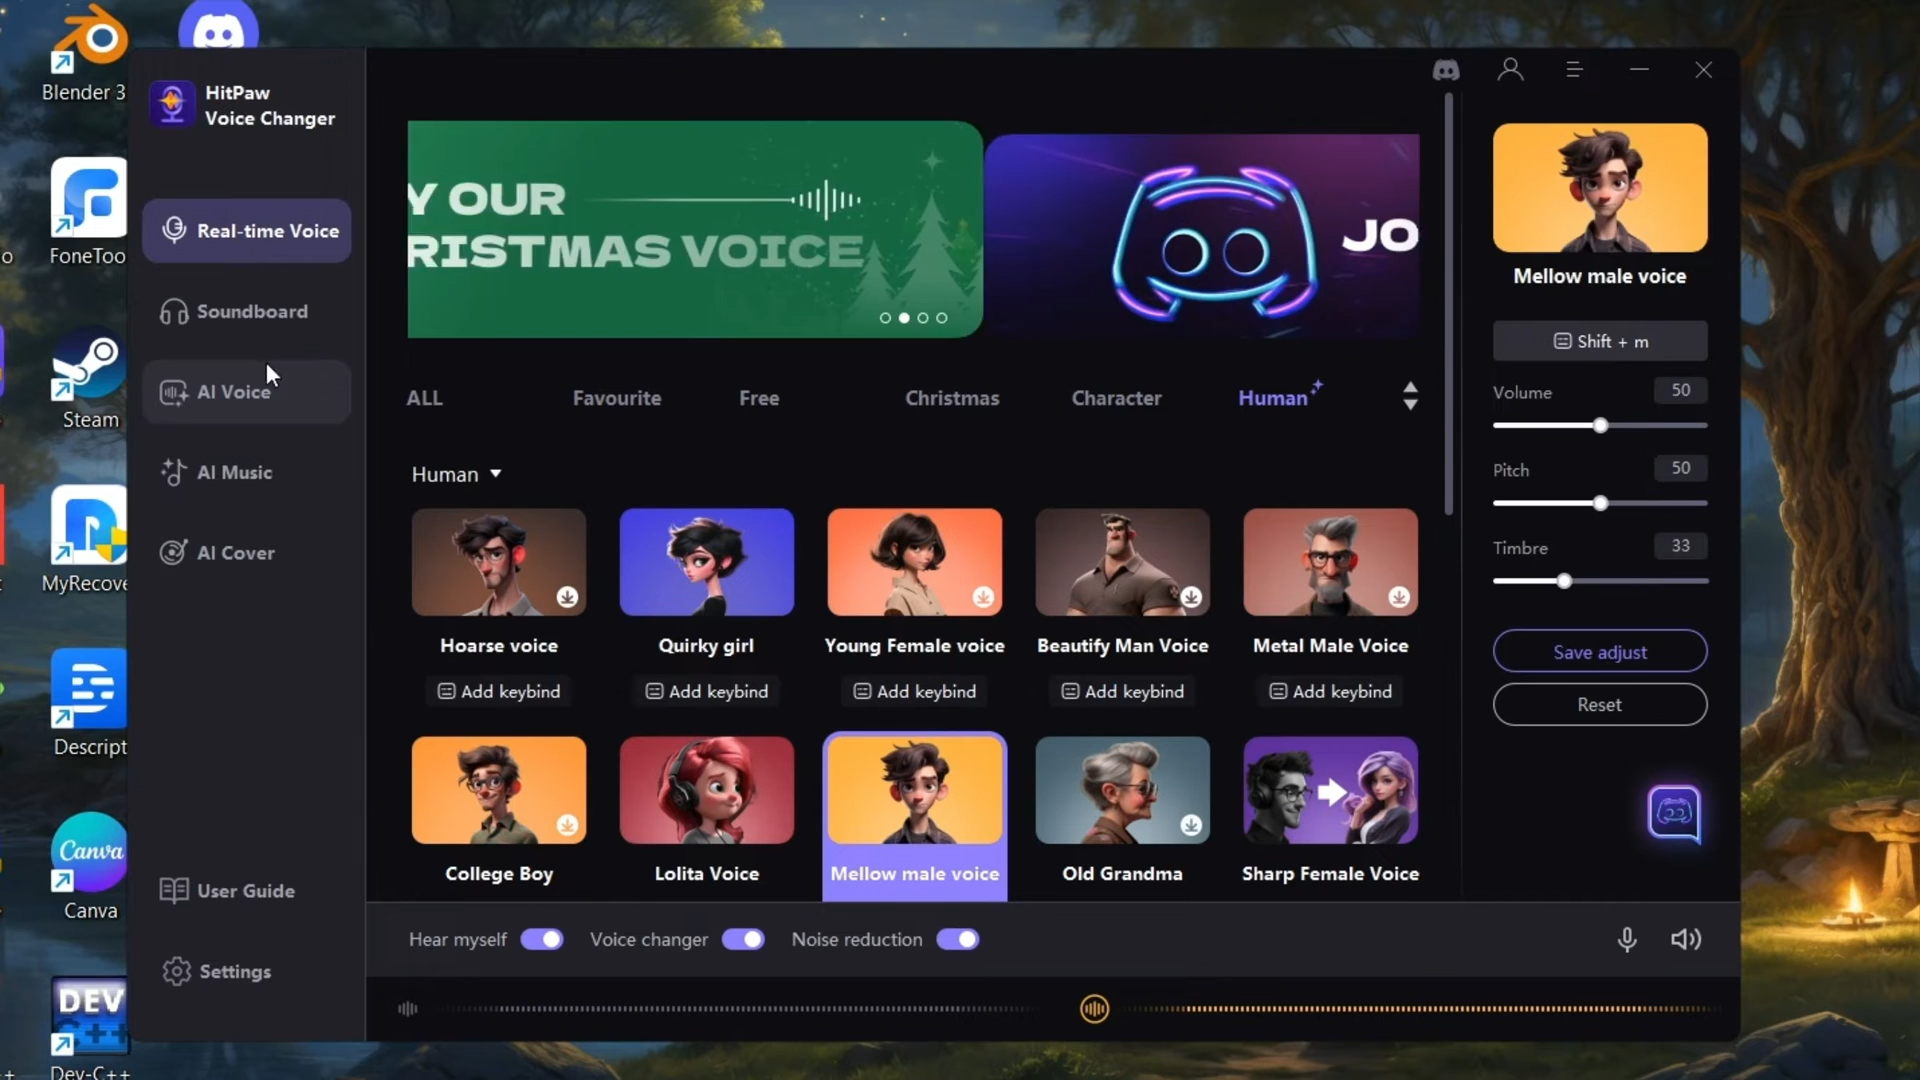 Blender 3
FoneToo
Steam
MyRecove
Descript
Canva
Canva
DEV
C++
Dev-C++
HitPaw
Voice Changer
Real-time Voice
Soundboard
AI Voice
AI Music
AI Cover
User Guide
Settings
Y OUR
RISTMAS VOICE
JO
ALL
Favourite
Free
Christmas
Character
Human
Human
Hoarse voice
Quirky girl
Young Female voice
Beautify Man Voice
Metal Male Voice
Add keybind
Add keybind
Add keybind
Add keybind
Add keybind
College Boy
Lolita Voice
Mellow male voice
Old Grandma
Sharp Female Voice
Hear myself
Voice changer
Noise reduction
Mellow male voice
Shift + m
Volume
50
Pitch
50
Timbre
33
Save adjust
Reset